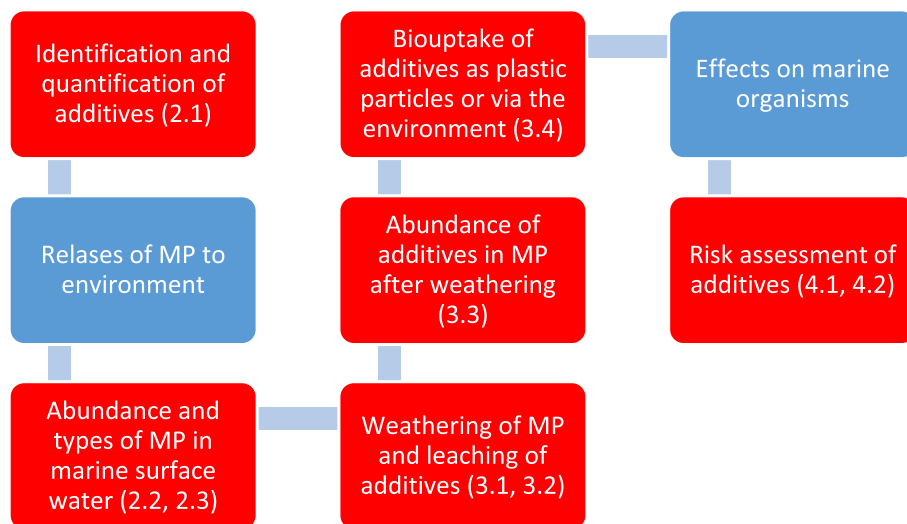 Identification and
quantification of
additives (2.1)
Relases of MP to
environment
Abundance and
types of MP in
marine surface
water (2.2, 2.3)
Weathering of MP
and leaching of
additives (3.1, 3.2)
Abundance of
additives in MP
after weathering
(3.3)
Biouptake of
additives as plastic
particles or via the
environment (3.4)
Effects on marine
organisms
Risk assessment of
additives (4.1, 4.2)